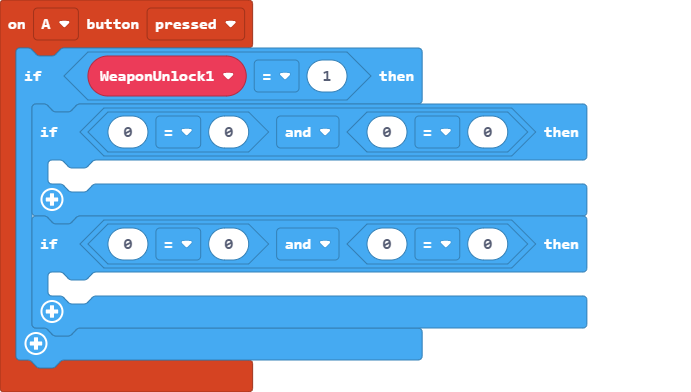 on A button pressed
if WeaponUnlock1 = 1 then
if 0 = 0 and 0 = 0 then
if 0 = 0 and 0 = 0 then